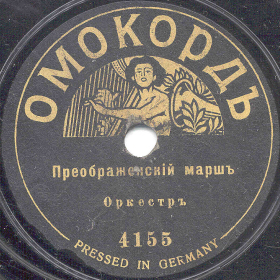 ОМОКОРДЪ
Преображенскій маршъ
Оркестръ
4155
PRESSED IN GERMANY